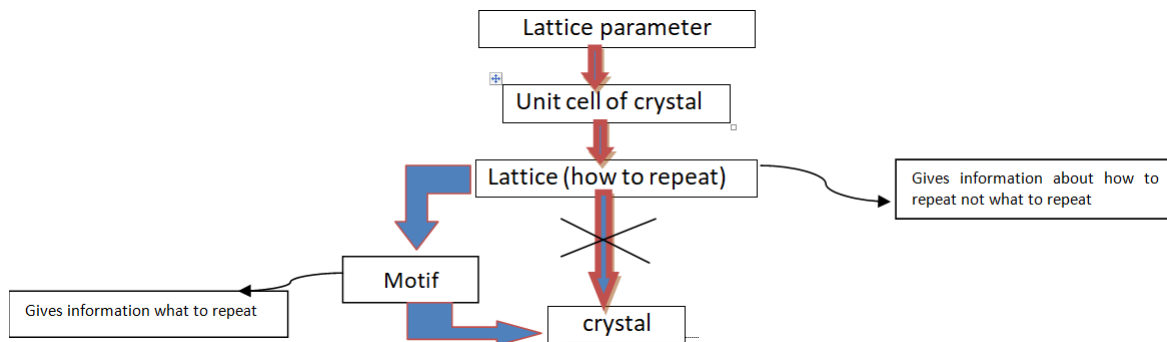 Lattice parameter
Unit cell of crystal
Lattice (how to repeat)
Gives information about how to
repeat not what to repeat
Motif
Gives information what to repeat
crystal